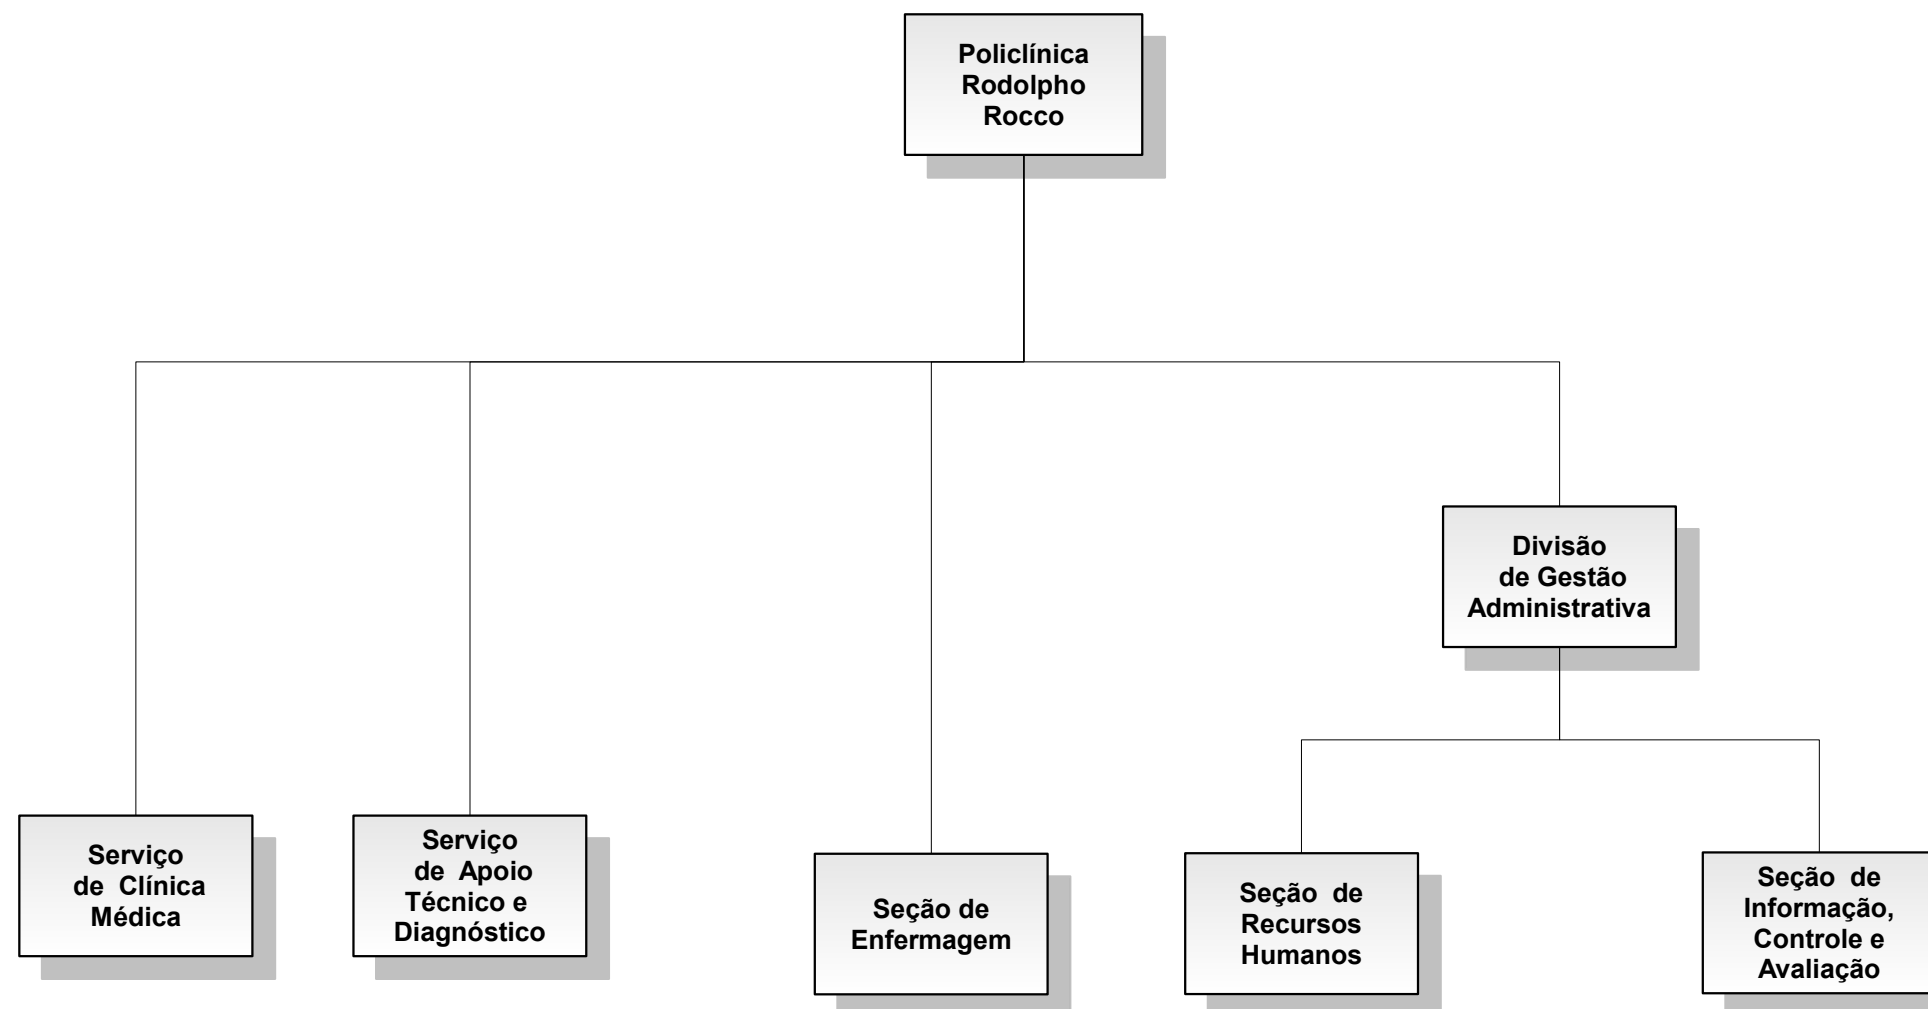 Policlínica
Rodolpho
Rocco
Divisão
de Gestão
Administrativa
Serviço
de Clínica
Médica
Serviço
de Apoio
Técnico e
Diagnóstico
Seção de
Enfermagem
Seção de
Recursos
Humanos
Seção de
Informação,
Controle e
Avaliação